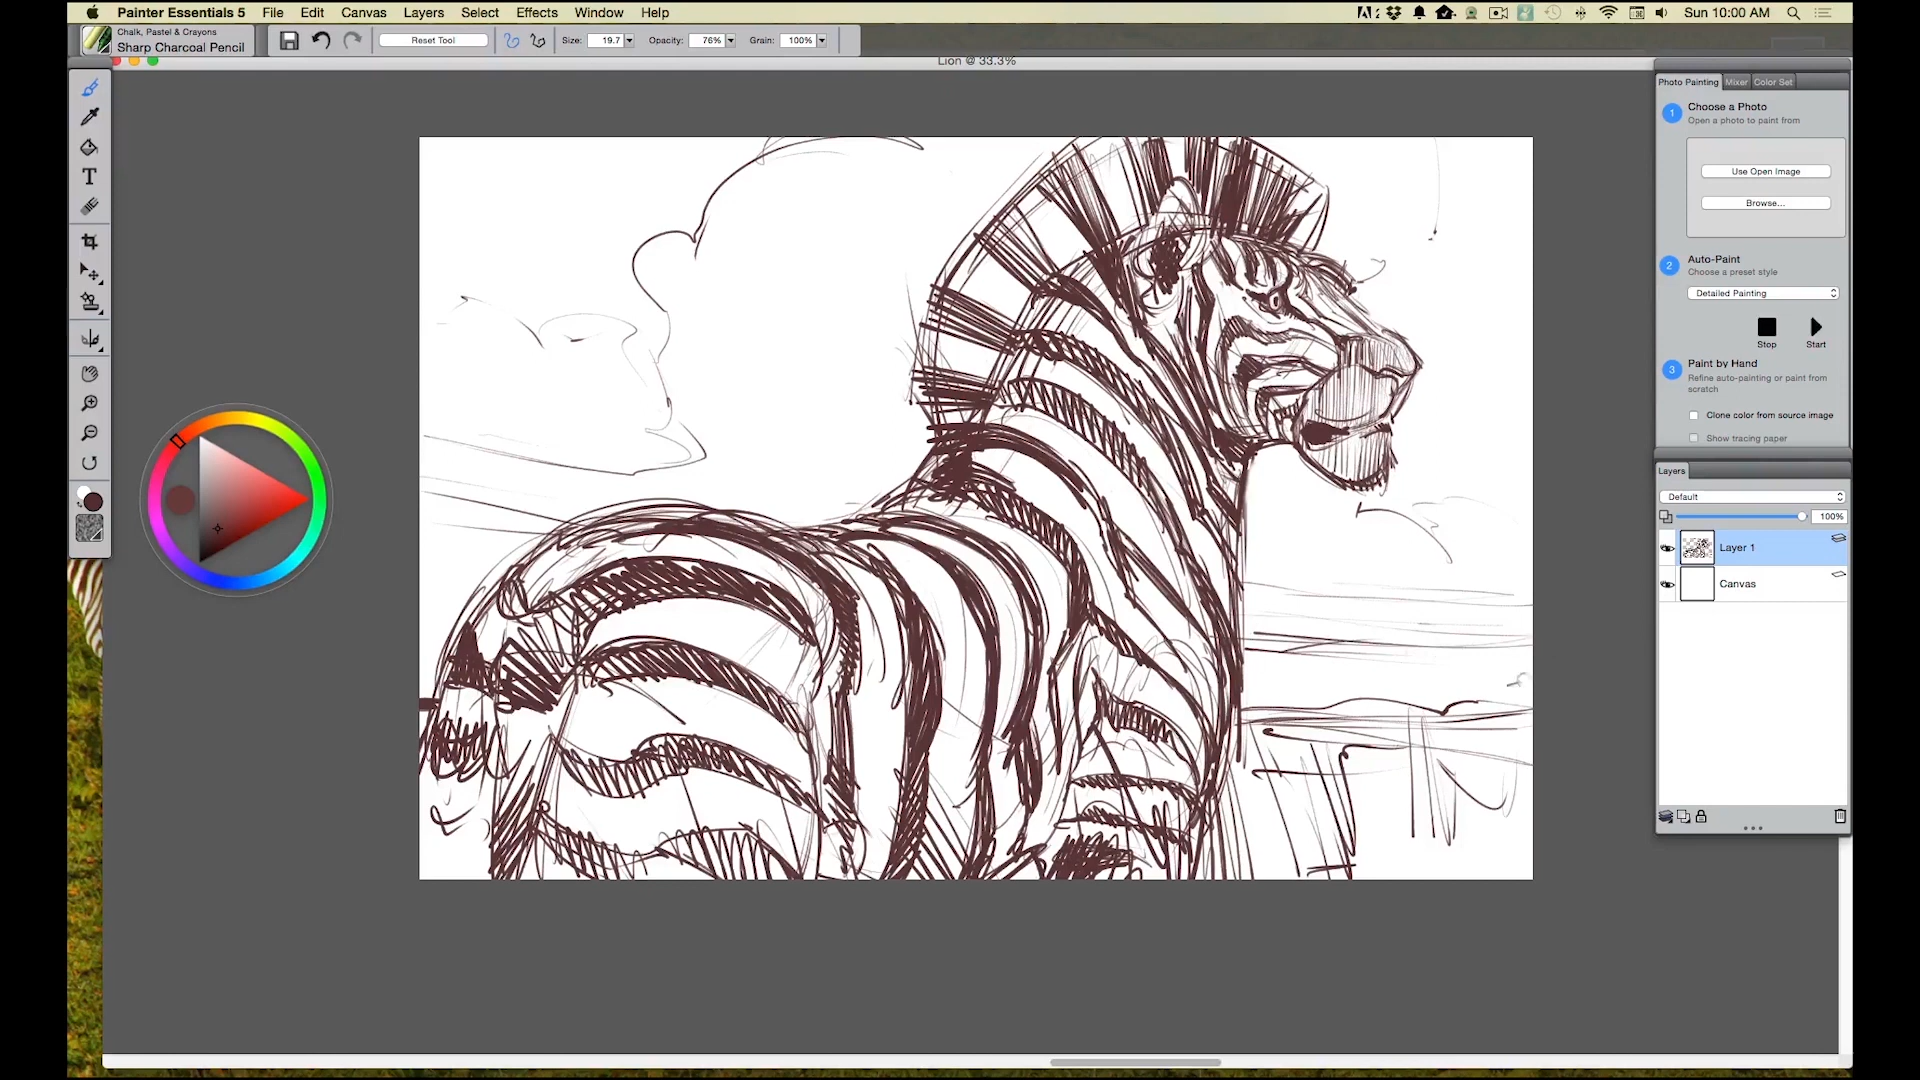 Painter Essentials 5 File Edit Canvas Layers Select Effects Window Help Sun 10:00 AM
Chalk, Pastel & Crayons
Sharp Charcoal Pencil
Reset Tool Size: 19.7 Opacity: 76% Grain: 100%
Lion @ 33.3%
Photo Painting Mixer Color Set
1 Choose a Photo
Open a photo to paint from
Use Open Image
Browse...
2 Auto-Paint
Choose a preset style
Detailed Painting
Stop Start
3 Paint by Hand
Refine auto-painting or paint from
scratch
Clone color from source image
Show tracing paper
Layers
Default
100%
Layer 1
Canvas